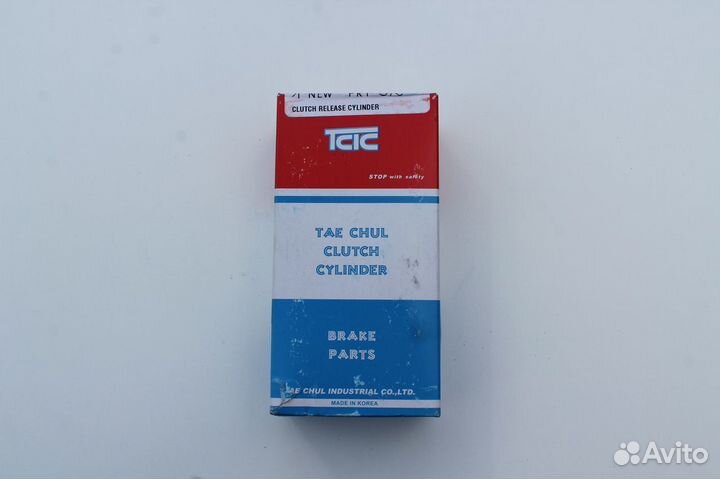 NEW
CLUTCH RELEASE CYLINDER
TCIC
STOP with safety
TAE CHUL
CLUTCH
CYLINDER
BRAKE
PARTS
TAE CHUL INDUSTRIAL CO.,LTD.
MADE IN KOREA
Avito